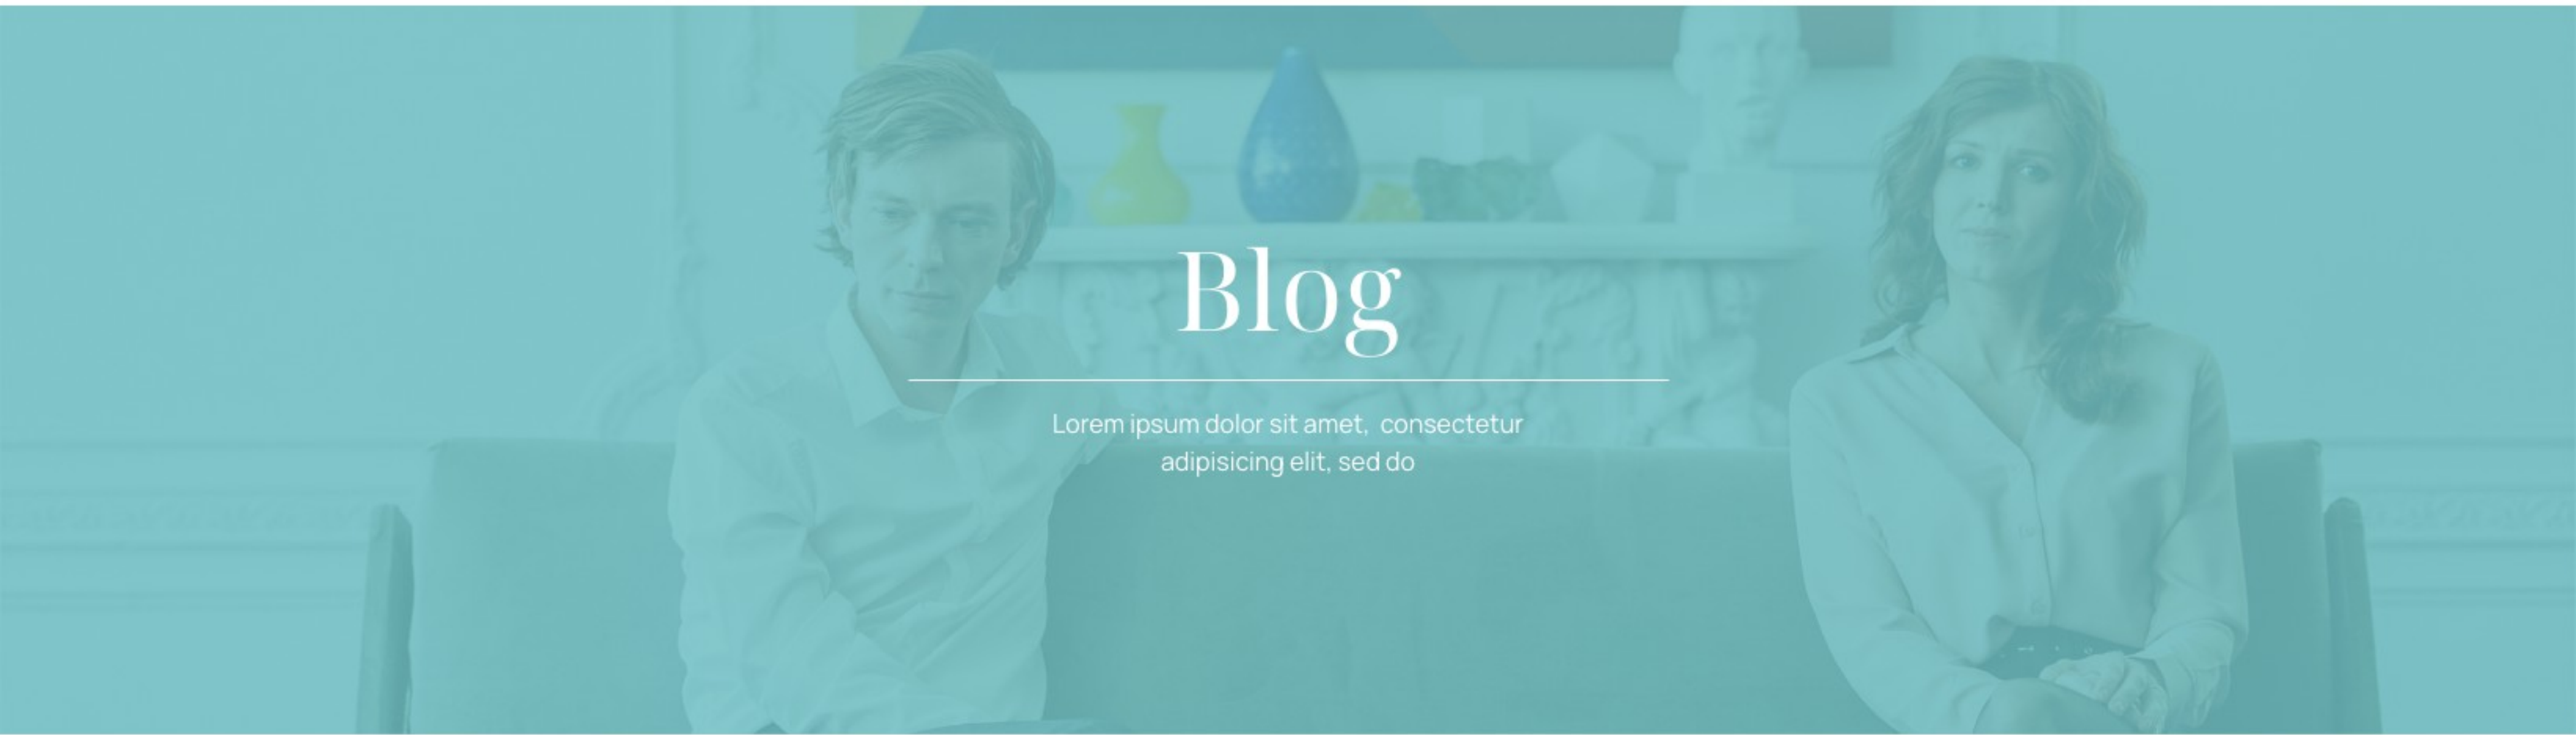 Blog
Lorem ipsum dolor sit amet, consectetur
adipisicing elit, sed do